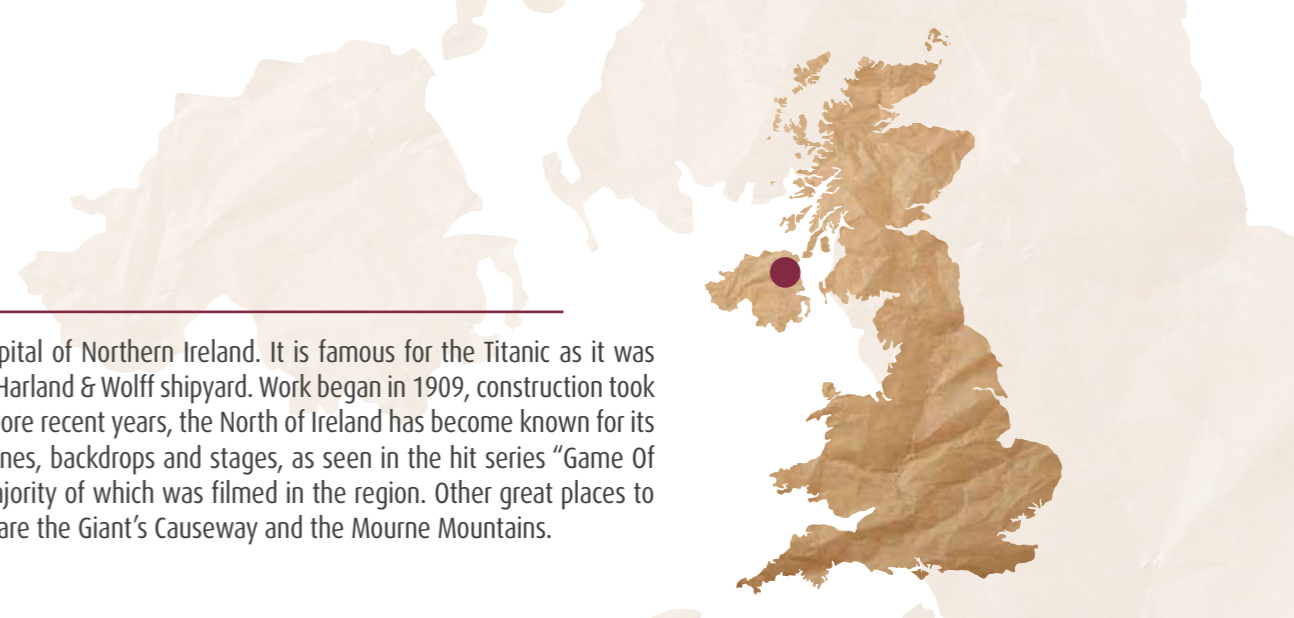 pital of Northern Ireland. It is famous for the Titanic as it was
Harland & Wolff shipyard. Work began in 1909, construction took
ore recent years, the North of Ireland has become known for its
nes, backdrops and stages, as seen in the hit series “Game Of
ajority of which was filmed in the region. Other great places to
are the Giant’s Causeway and the Mourne Mountains.